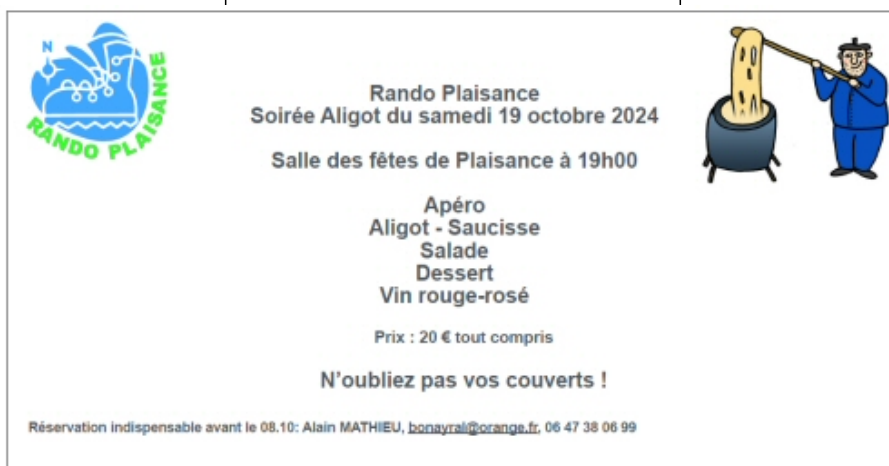 N
RANDO PLAISANCE
Rando Plaisance
Soirée Aligot du samedi 19 octobre 2024
Salle des fêtes de Plaisance à 19h00
Apéro
Aligot - Saucisse
Salade
Dessert
Vin rouge-rosé
Prix : 20 € tout compris
N'oubliez pas vos couverts !
Réservation indispensable avant le 08.10: Alain MATHIEU, bonayral@orange.fr, 06 47 38 06 99